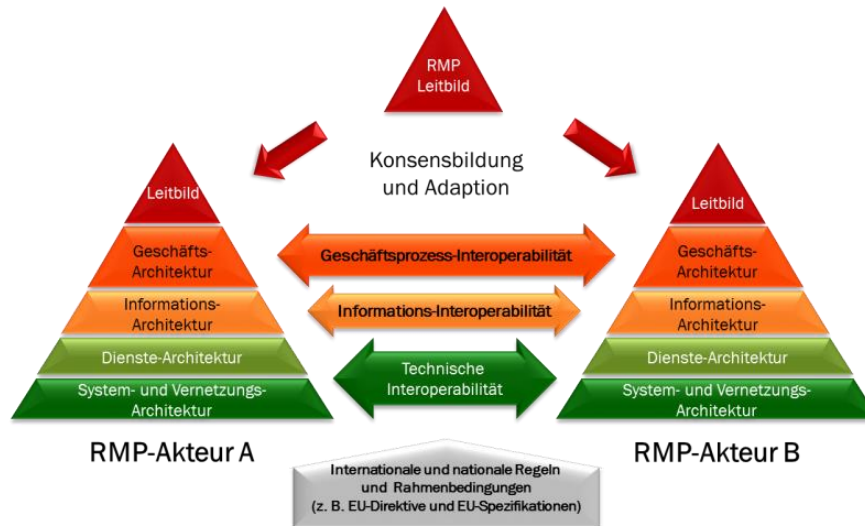 RMP
Leitbild
Konsensbildung
und Adaption
Leitbild
Geschäfts-
Architektur
Informations-
Architektur
Dienste-Architektur
System- und Vernetzungs-
Architektur
RMP-Akteur A
Geschäftsprozess-Interoperabilität
Informations-Interoperabilität
Technische
Interoperabilität
Leitbild
Geschäfts-
Architektur
Informations-
Architektur
Dienste-Architektur
System- und Vernetzungs-
Architektur
RMP-Akteur B
Internationale und nationale Regeln
und Rahmenbedingungen
(z. B. EU-Direktive und EU-Spezifikationen)